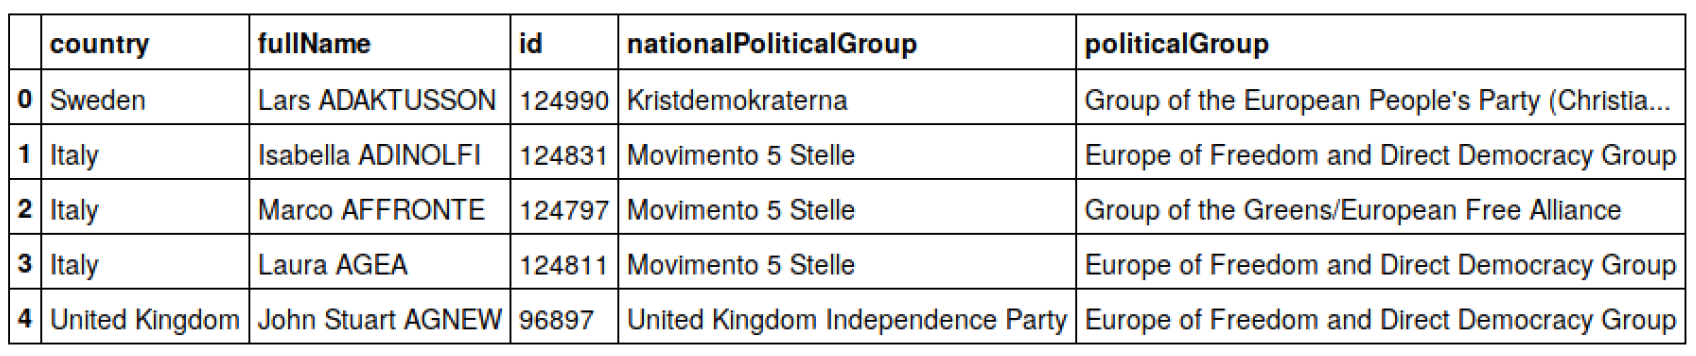 country fullName id nationalPoliticalGroup politicalGroup
0 Sweden Lars ADAKTUSSON 124990 Kristdemokraterna Group of the European People's Party (Christia...
1 Italy Isabella ADINOLFI 124831 Movimento 5 Stelle Europe of Freedom and Direct Democracy Group
2 Italy Marco AFFRONTE 124797 Movimento 5 Stelle Group of the Greens/European Free Alliance
3 Italy Laura AGEA 124811 Movimento 5 Stelle Europe of Freedom and Direct Democracy Group
4 United Kingdom John Stuart AGNEW 96897 United Kingdom Independence Party Europe of Freedom and Direct Democracy Group